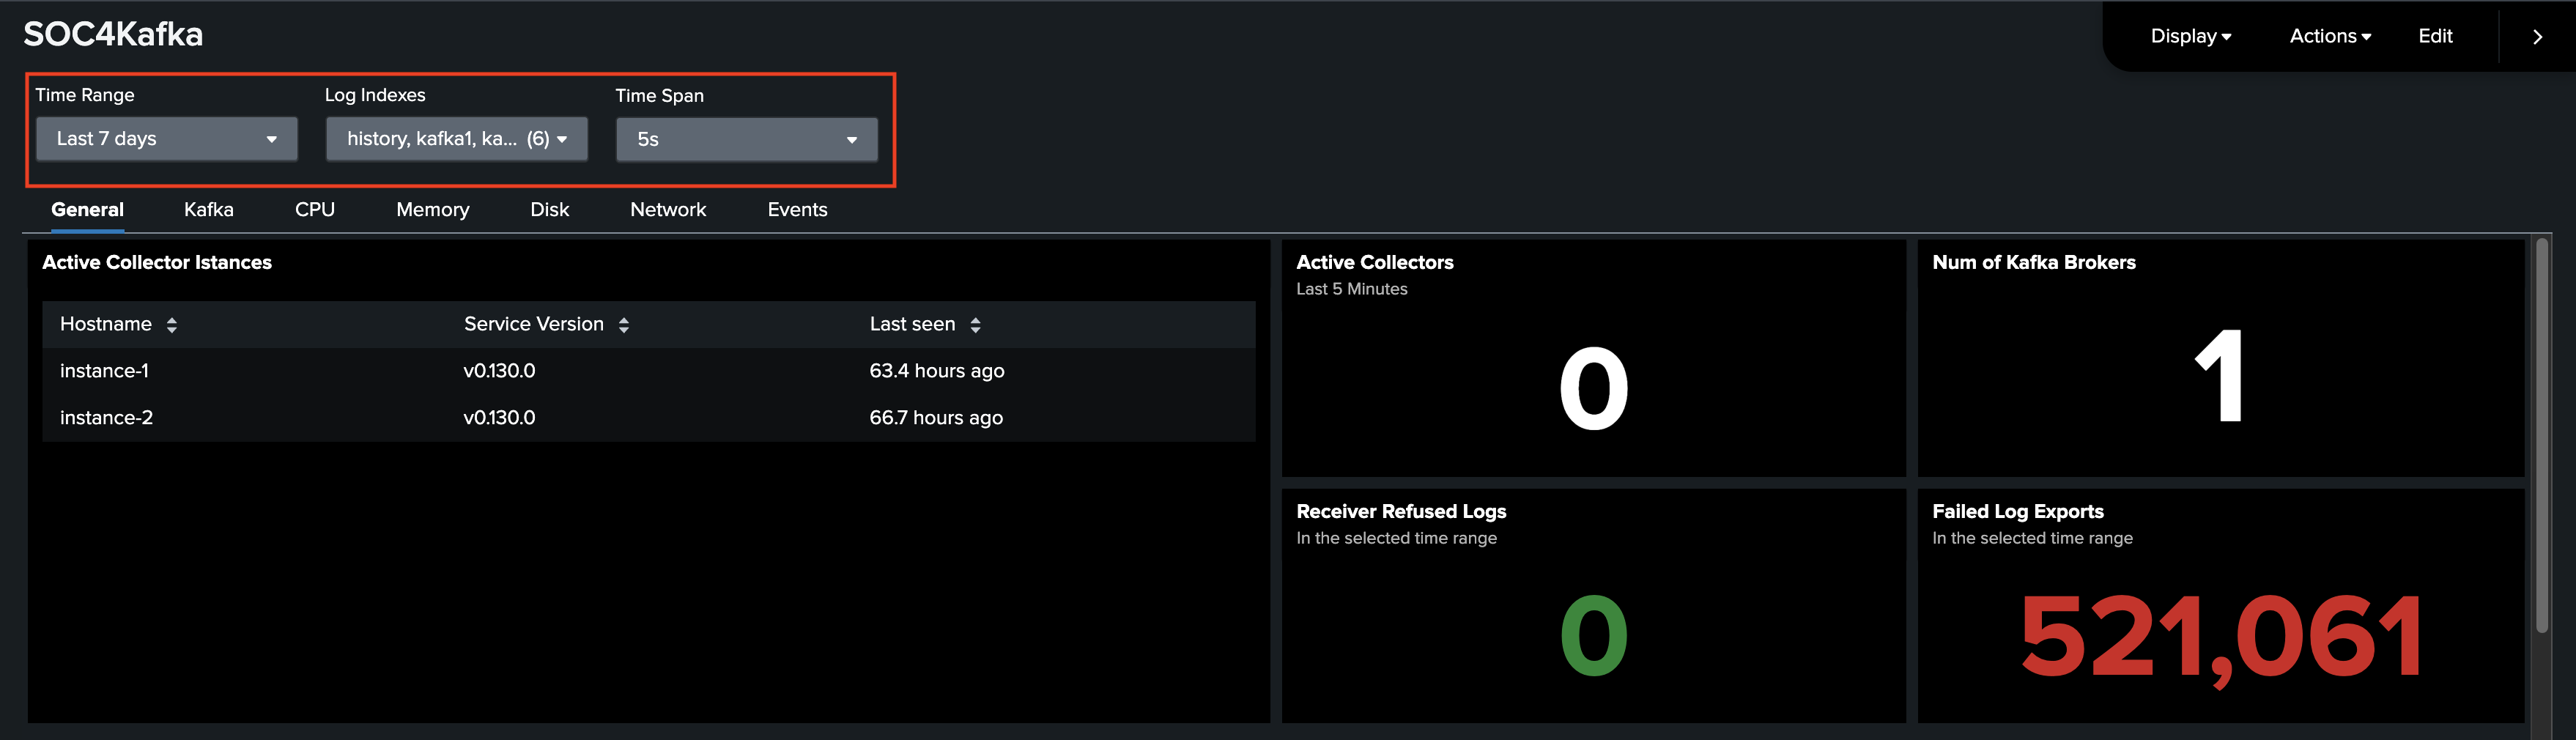 SOC4Kafka
Display Actions Edit
Time Range Log Indexes Time Span
Last 7 days history, kafka1, ka... (6) 5s
General Kafka CPU Memory Disk Network Events
Active Collector Istances
Hostname Service Version Last seen
instance-1 v0.130.0 63.4 hours ago
instance-2 v0.130.0 66.7 hours ago
Active Collectors
Last 5 Minutes
0
Num of Kafka Brokers
1
Receiver Refused Logs
In the selected time range
0
Failed Log Exports
In the selected time range
521,061